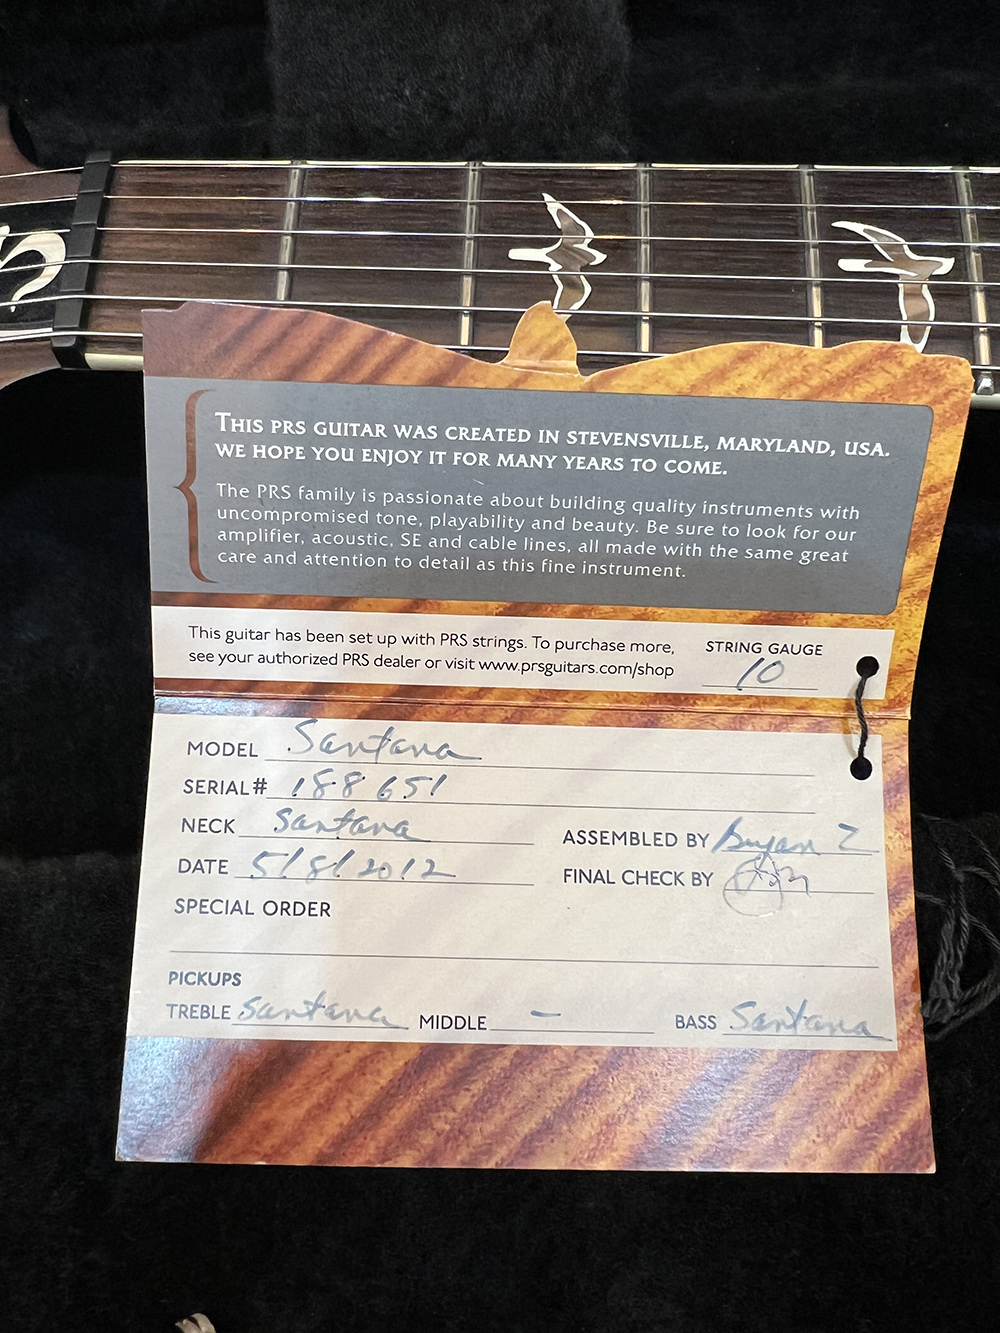 THIS PRS GUITAR WAS CREATED IN STEVENSVILLE, MARYLAND, USA.
WE HOPE YOU ENJOY IT FOR MANY YEARS TO COME.
The PRS family is passionate about building quality instruments with
uncompromised tone, playability and beauty. Be sure to look for our
amplifier, acoustic, SE and cable lines, all made with the same great
care and attention to detail as this fine instrument.
This guitar has been set up with PRS strings. To purchase more,
see your authorized PRS dealer or visit www.prsguitars.com/shop
STRING GAUGE
10
MODEL Santana
SERIAL# 188651
NECK Santana
ASSEMBLED BY Bryan Z
DATE 5/8/2012
FINAL CHECK BY
SPECIAL ORDER
PICKUPS
TREBLE Santana MIDDLE - BASS Santana